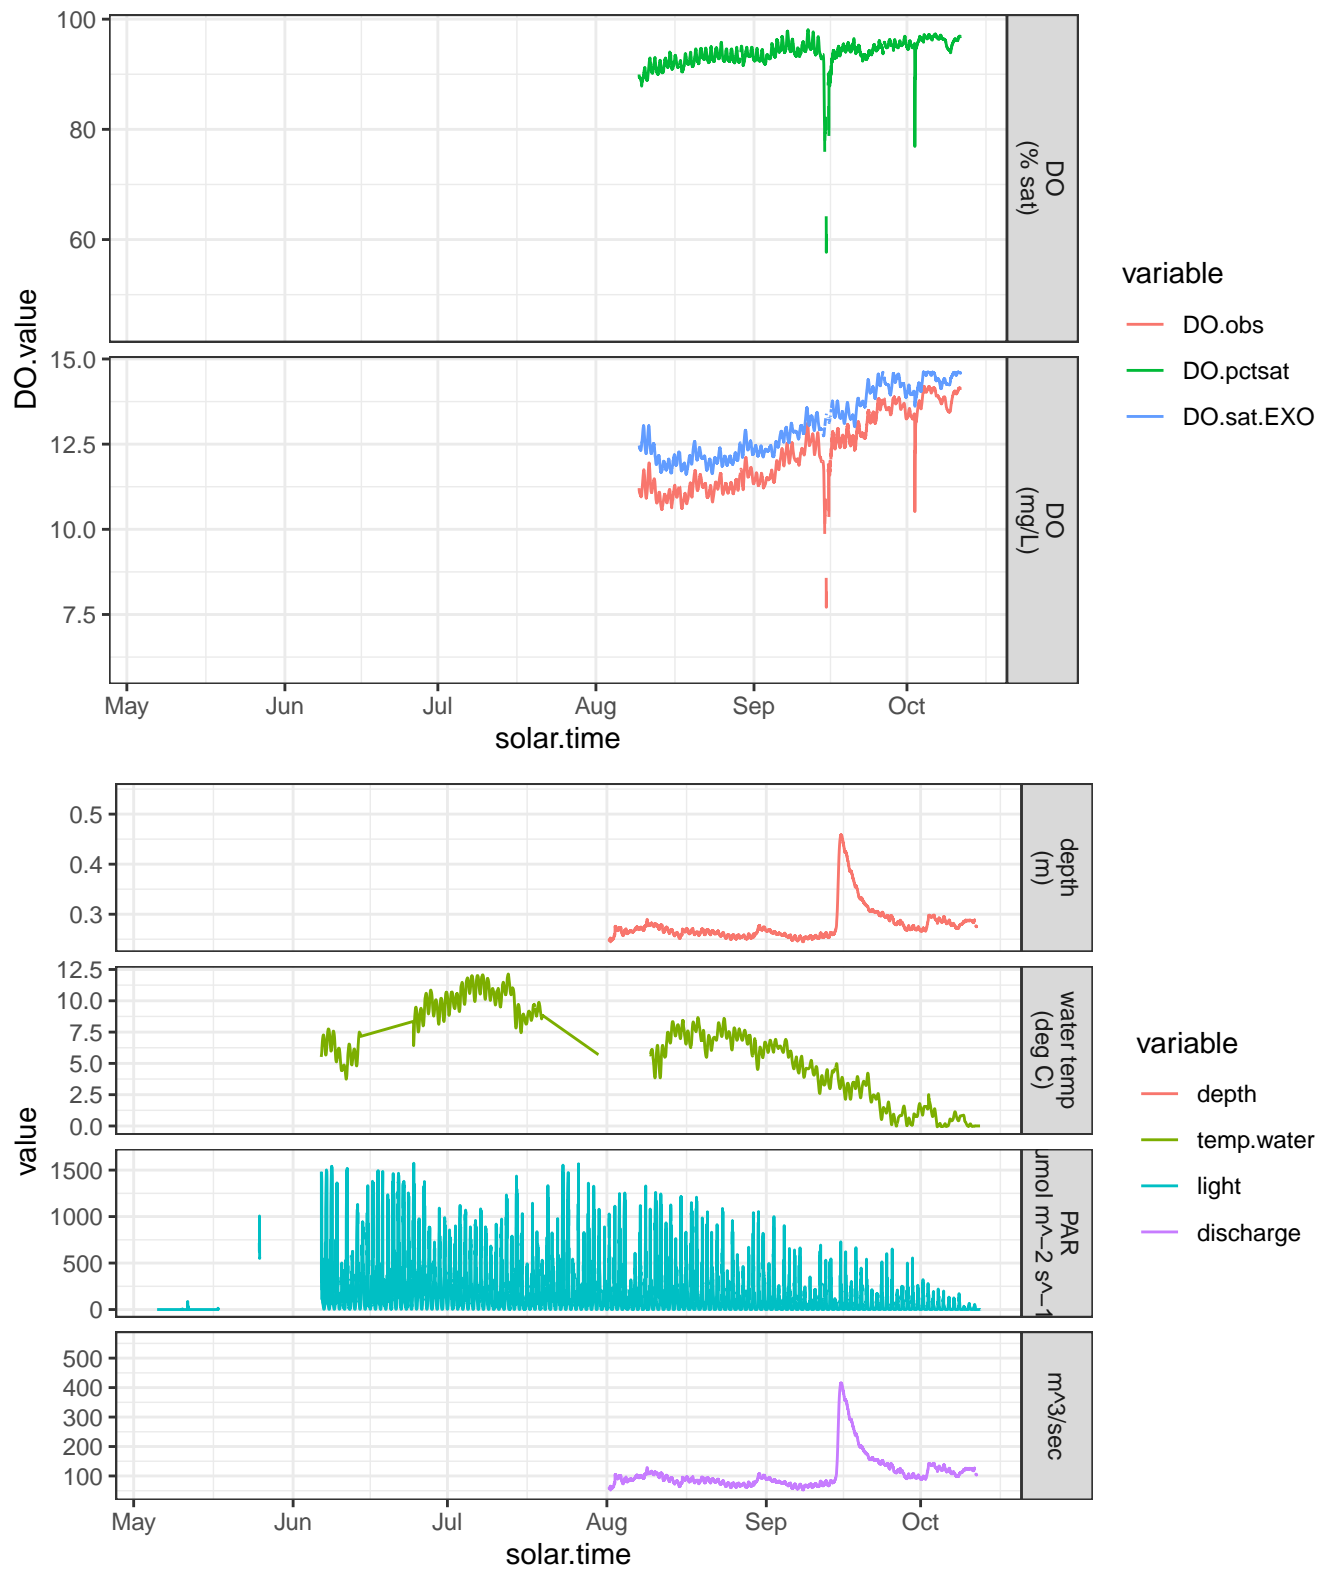 100
80
60
DO
(% sat)
15.0
12.5
10.0
7.5
DO
(mg/L)
DO.value
May Jun Jul Aug Sep Oct
solar.time
variable
DO.obs
DO.pctsat
DO.sat.EXO
0.5
0.4
0.3
depth
(m)
12.5
10.0
7.5
5.0
2.5
0.0
water temp
(deg C)
1500
1000
500
0
PAR
umol m^-2 s^-1
500
400
300
200
100
m^3/sec
value
May Jun Jul Aug Sep Oct
solar.time
variable
depth
temp.water
light
discharge